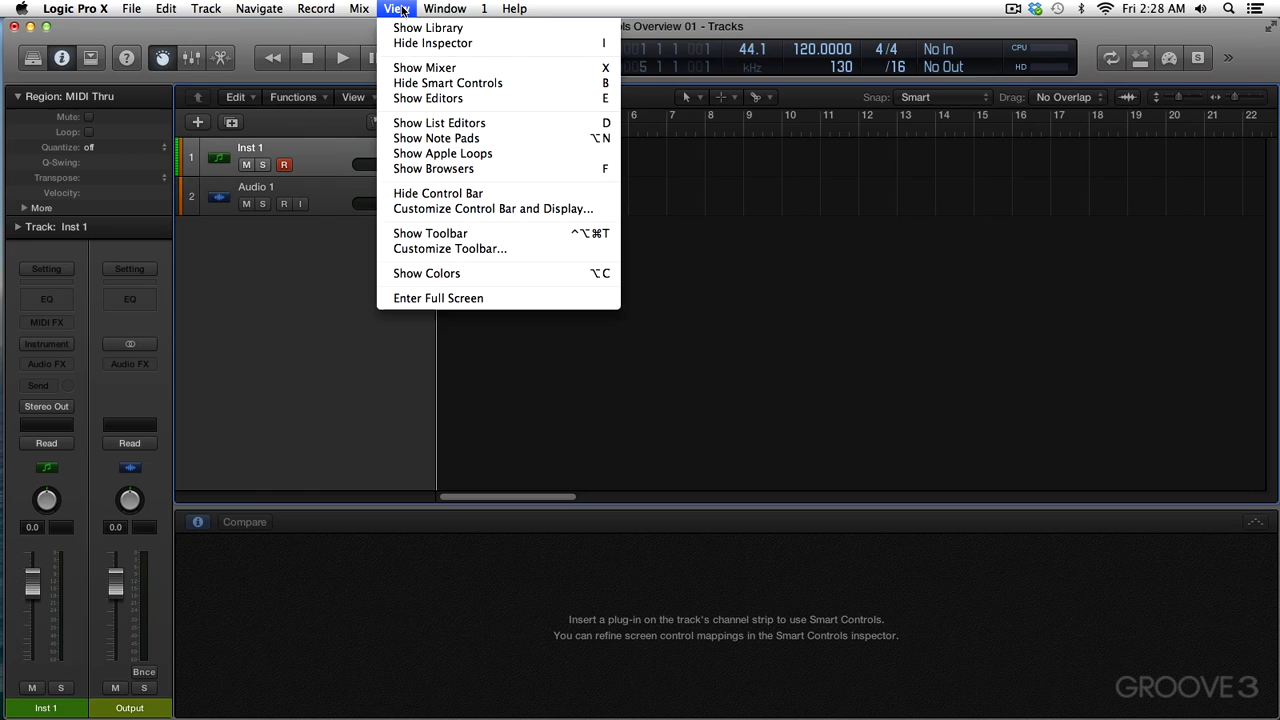 Logic Pro X File Edit Track Navigate Record Mix View Window 1 Help
Fri 2:28 AM
ols Overview 01 - Tracks
44.1 120.0000 4/4 No In CPU
kHz 130 /16 No Out HD
5 1 1 1
Region: MIDI Thru
Mute:
Loop:
Quantize: off
Q-Swing:
Transpose:
Velocity:
More
Track: Inst 1
Edit Functions View
Snap: Smart Drag: No Overlap
6 7 8 9 10 11 12 13 14 15 16 17 18 19 20 21 22
1 Inst 1
M S R
2 Audio 1
M S R I
Show Library
Hide Inspector I
Show Mixer X
Hide Smart Controls B
Show Editors E
Show List Editors D
Show Note Pads ⌥N
Show Apple Loops
Show Browsers F
Hide Control Bar
Customize Control Bar and Display...
Show Toolbar ^⌥⌘T
Customize Toolbar...
Show Colors ⌥C
Enter Full Screen
Setting Setting
EQ EQ
MIDI FX
Instrument
Audio FX Audio FX
Send
Stereo Out
Read Read
0.0 0.0
Bnce
M S M S
Inst 1 Output
Compare
Insert a plug-in on the track's channel strip to use Smart Controls.
You can refine screen control mappings in the Smart Controls inspector.
GROOVE3